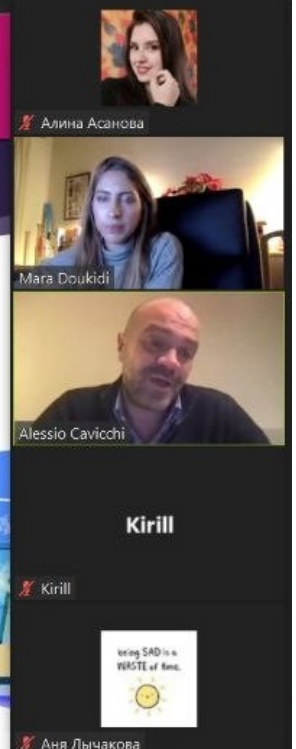 Алина Асанова
Mara Doukidi
Alessio Cavicchi
Kirill
Kirill
being SAD is a
WASTE of time.
Аня Лычакова